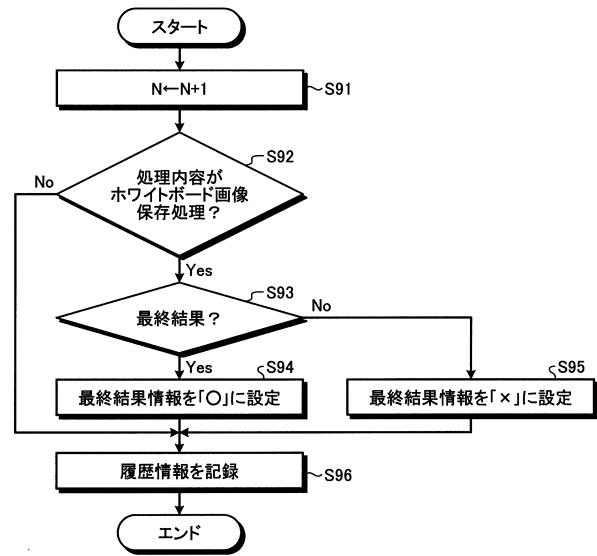 スタート
N←N+1
S91
S92
処理内容が
ホワイトボード画像
保存処理？
No
Yes
S93
最終結果？
No
Yes
S94
最終結果情報を「○」に設定
S95
最終結果情報を「×」に設定
履歴情報を記録
S96
エンド